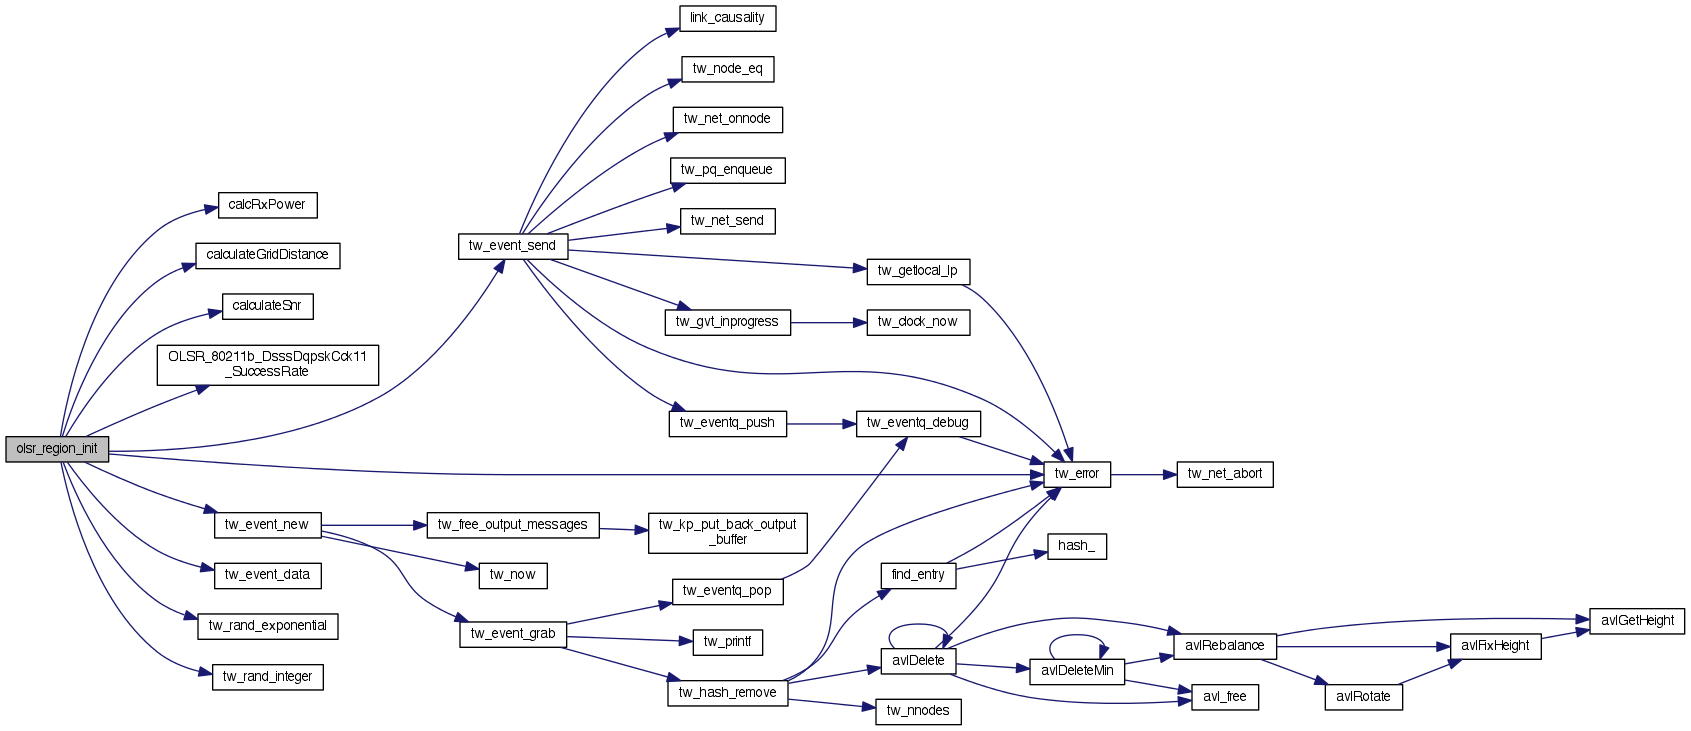 link_causality
tw_node_eq
tw_net_onnode
tw_pq_enqueue
calcRxPower
tw_net_send
tw_event_send
calculateGridDistance
tw_getlocal_lp
calculateSnr
tw_gvt_inprogress
tw_clock_now
OLSR_80211b_DsssDqpskCck11
_SuccessRate
tw_eventq_push
tw_eventq_debug
olsr_region_init
tw_error
tw_net_abort
tw_event_new
tw_free_output_messages
tw_kp_put_back_output
_buffer
hash_
tw_event_data
tw_now
find_entry
tw_eventq_pop
tw_rand_exponential
avlGetHeight
tw_event_grab
tw_printf
avlRebalance
avlFixHeight
avlDelete
avlDeleteMin
tw_rand_integer
tw_hash_remove
avl_free
avlRotate
tw_nnodes